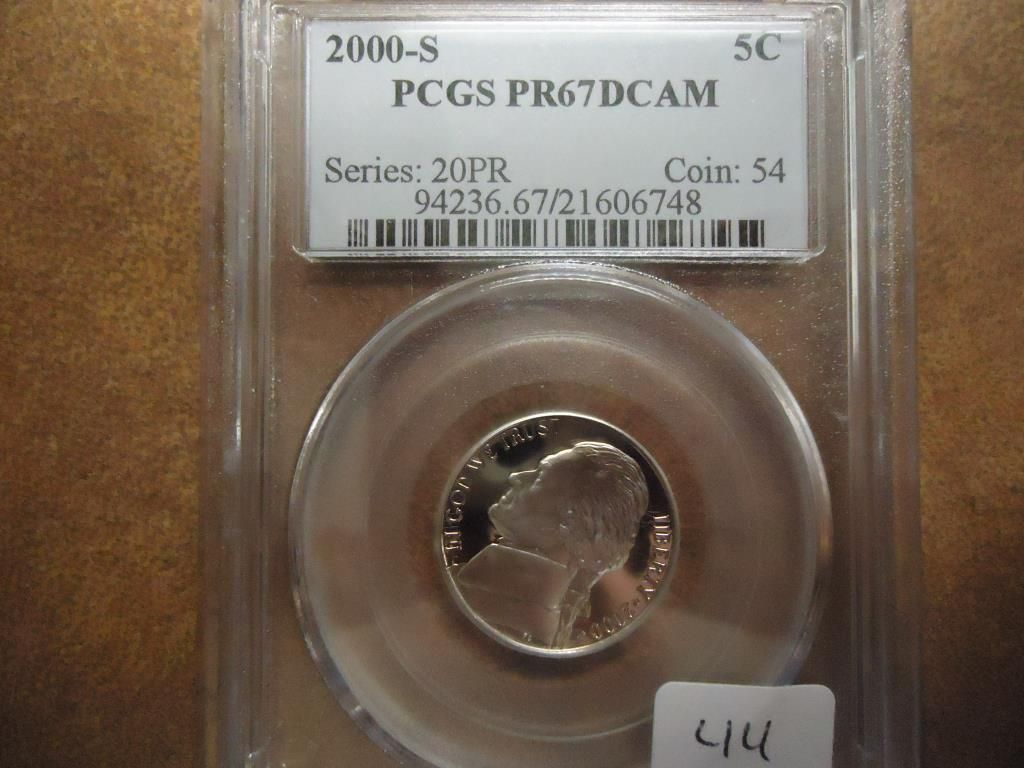 2000-S 5C
PCGS PR67DCAM
Series: 20PR Coin: 54
94236.67/21606748
IN GOD WE TRUST
LIBERTY * 2000
44